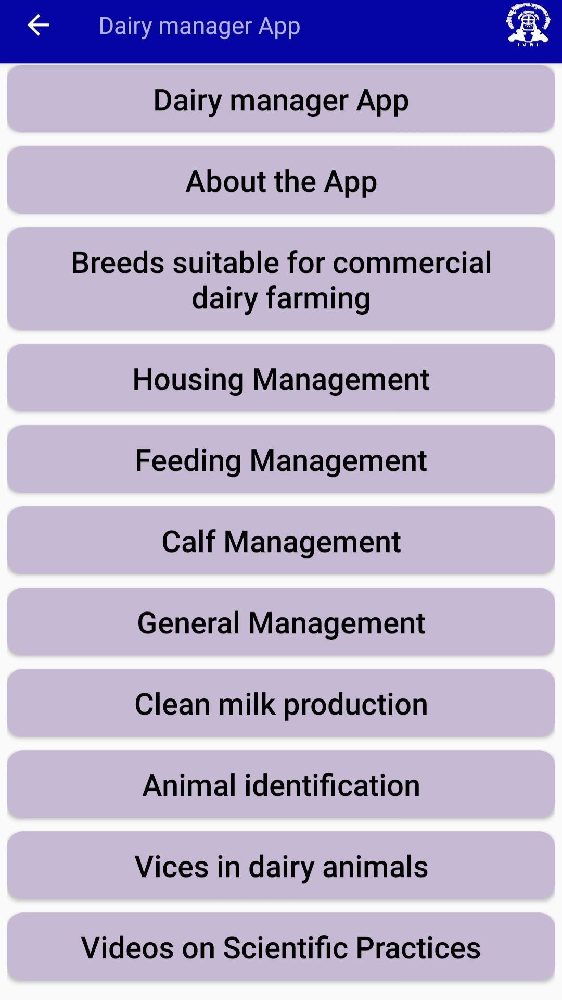 Dairy manager App
IVRI
Dairy manager App
About the App
Breeds suitable for commercial
dairy farming
Housing Management
Feeding Management
Calf Management
General Management
Clean milk production
Animal identification
Vices in dairy animals
Videos on Scientific Practices